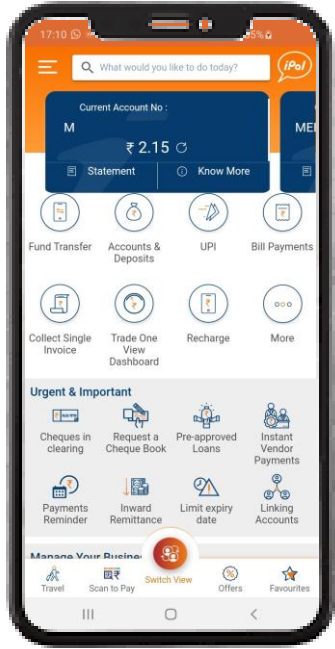 17:10
5%
What would you like to do today?
iPal
Current Account No :
M
MEI
₹ 2.15
Statement
Know More
Fund Transfer
Accounts &
Deposits
UPI
Bill Payments
Collect Single
Invoice
Trade One
View
Dashboard
Recharge
More
Urgent & Important
Cheques in
clearing
Request a
Cheque Book
Pre-approved
Loans
Instant
Vendor
Payments
Payments
Reminder
Inward
Remittance
Limit expiry
date
Linking
Accounts
Manage Your Busine
Travel
Scan to Pay
Switch View
Offers
Favourites